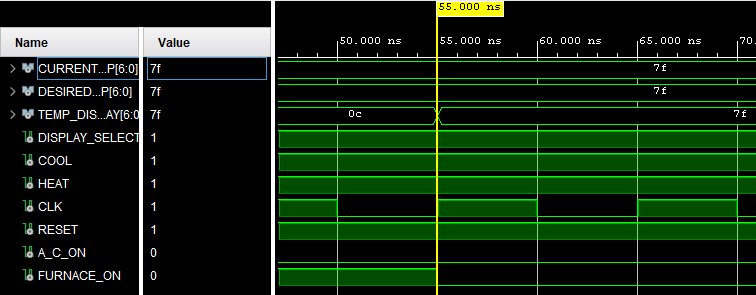 55.000 ns
Name Value
50.000 ns 55.000 ns 60.000 ns 65.000 ns 70.
CURRENT...P[6:0] 7f 7f
DESIRED...P[6:0] 7f 7f
TEMP_DIS...AY[6:0 7f 0c 7f
DISPLAY_SELECT 1
COOL 1
HEAT 1
CLK 1
RESET 1
A_C_ON 0
FURNACE_ON 0